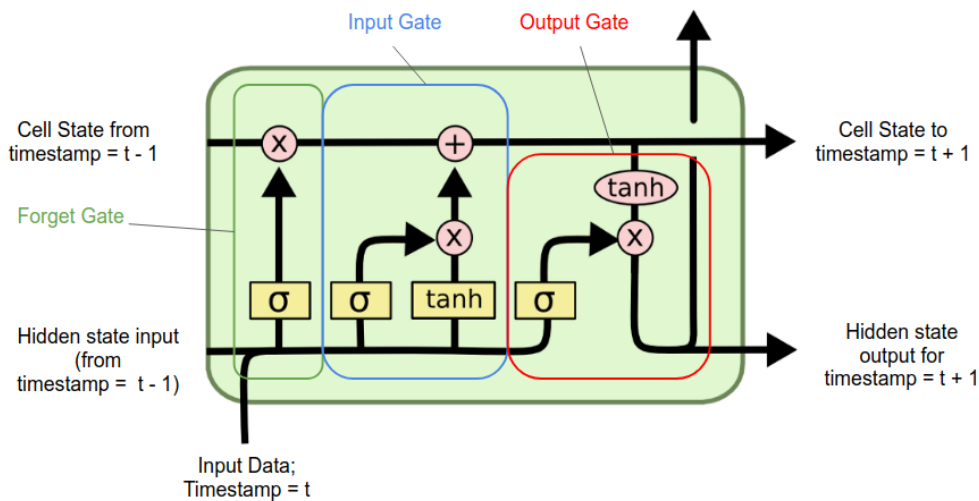 Input Gate
Output Gate
Cell State from
timestamp = t - 1
x
+
Cell State to
timestamp = t + 1
tanh
Forget Gate
x
x
σ
σ
tanh
σ
Hidden state input
(from
timestamp = t - 1)
Hidden state
output for
timestamp = t + 1
Input Data;
Timestamp = t